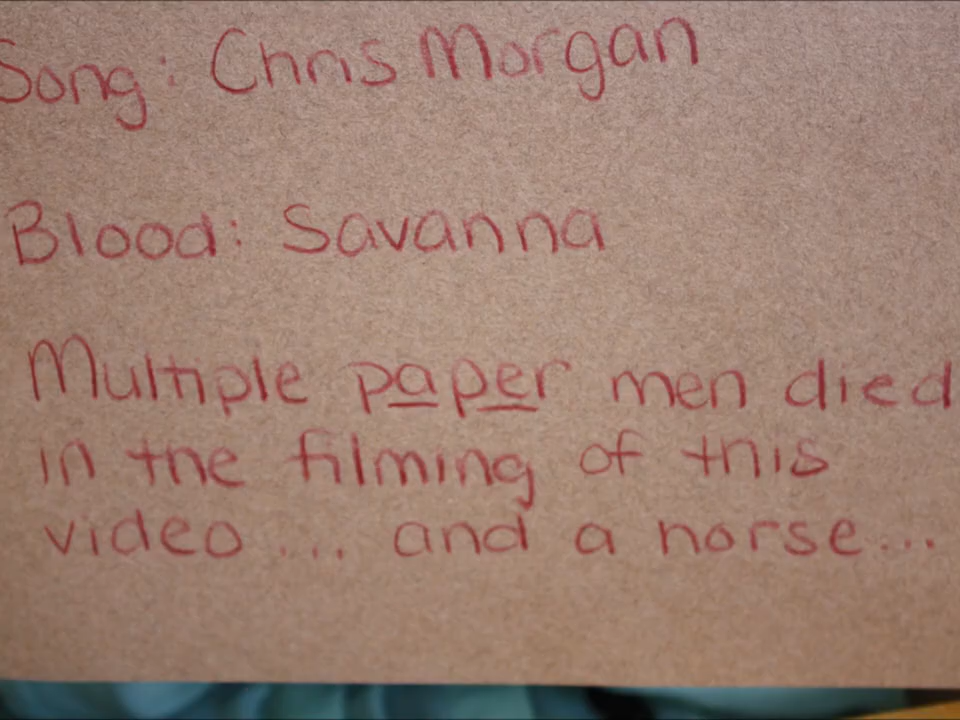 Song: Chris Morgan
Blood: Savanna
Multiple paper men died
in the filming of this
video... and a horse...